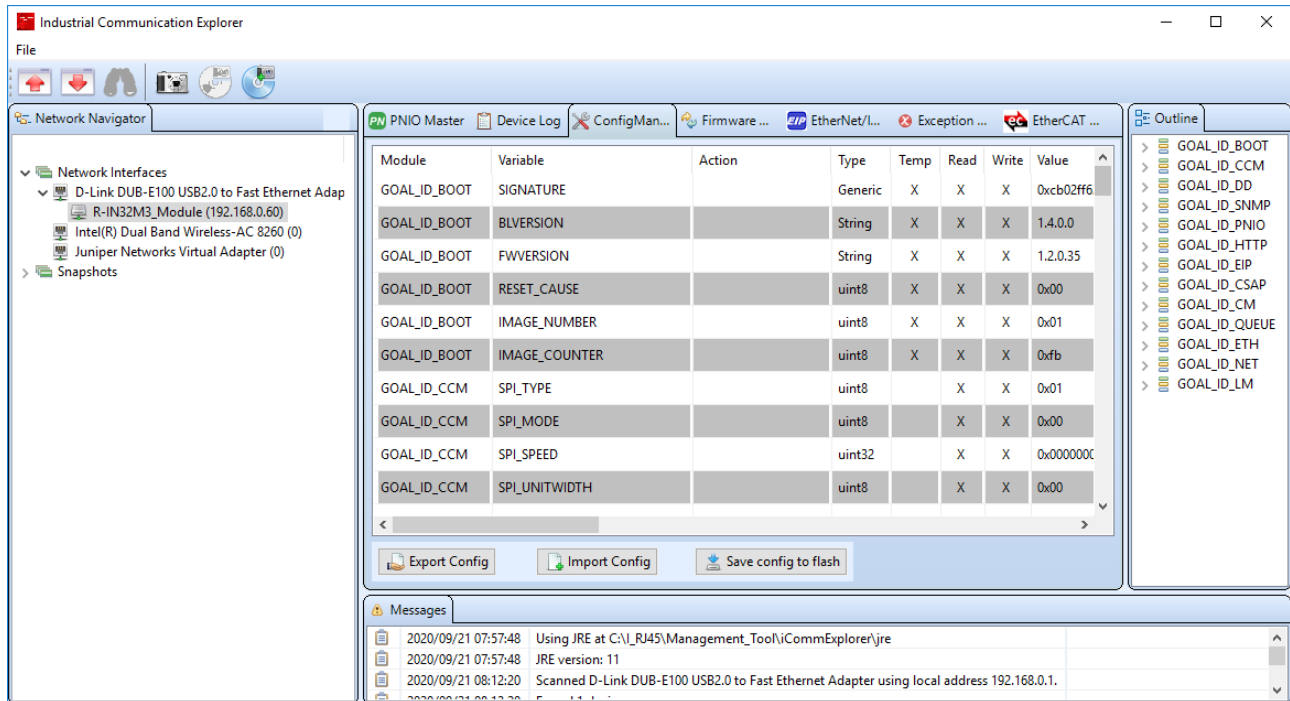 Industrial Communication Explorer
File
Network Navigator
Network Interfaces
D-Link DUB-E100 USB2.0 to Fast Ethernet Adap
R-IN32M3_Module (192.168.0.60)
Intel(R) Dual Band Wireless-AC 8260 (0)
Juniper Networks Virtual Adapter (0)
Snapshots
PN PNIO Master Device Log ConfigMan... Firmware ... EIP EtherNet/I... Exception ... ec EtherCAT ...
Module Variable Action Type Temp Read Write Value
GOAL_ID_BOOT SIGNATURE Generic X X X 0xcb02ff6.
GOAL_ID_BOOT BLVERSION String X X X 1.4.0.0
GOAL_ID_BOOT FWVERSION String X X X 1.2.0.35
GOAL_ID_BOOT RESET_CAUSE uint8 X X X 0x00
GOAL_ID_BOOT IMAGE_NUMBER uint8 X X X 0x01
GOAL_ID_BOOT IMAGE_COUNTER uint8 X X X 0xfb
GOAL_ID_CCM SPI_TYPE uint8 X X 0x01
GOAL_ID_CCM SPI_MODE uint8 X X 0x00
GOAL_ID_CCM SPI_SPEED uint32 X X 0x0000000
GOAL_ID_CCM SPI_UNITWIDTH uint8 X X 0x00
Export Config Import Config Save config to flash
Outline
GOAL_ID_BOOT
GOAL_ID_CCM
GOAL_ID_DD
GOAL_ID_SNMP
GOAL_ID_PNIO
GOAL_ID_HTTP
GOAL_ID_EIP
GOAL_ID_CSAP
GOAL_ID_CM
GOAL_ID_QUEUE
GOAL_ID_ETH
GOAL_ID_NET
GOAL_ID_LM
Messages
2020/09/21 07:57:48 Using JRE at C:\I_RJ45\Management_Tool\iCommExplorer\jre
2020/09/21 07:57:48 JRE version: 11
2020/09/21 08:12:20 Scanned D-Link DUB-E100 USB2.0 to Fast Ethernet Adapter using local address 192.168.0.1.